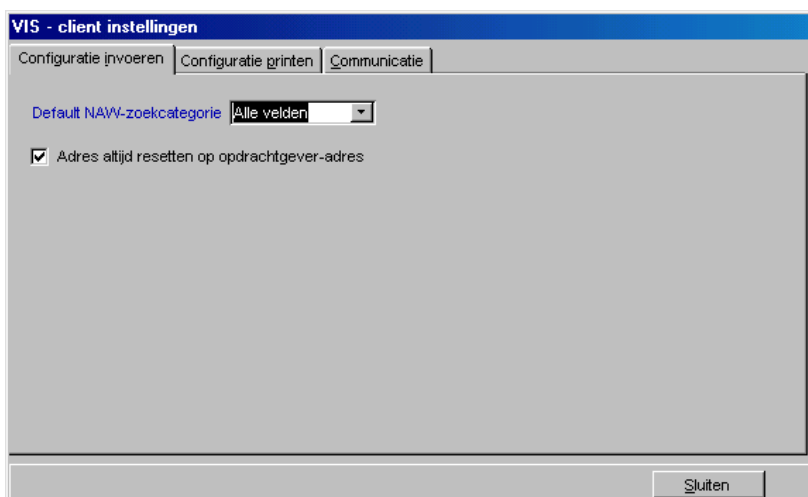 VIS - client instellingen
Configuratie invoeren Configuratie printen Communicatie
Default NAW-zoekcategorie Alle velden
Adres altijd resetten op opdrachtgever-adres
Sluiten